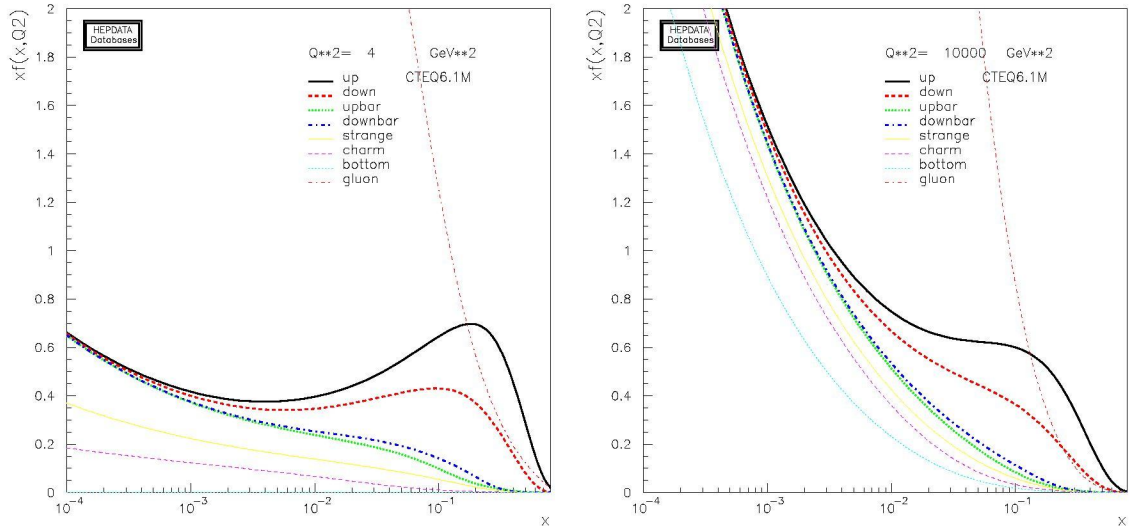 HEPDATA
Databases
Q**2= 4 GeV**2
up CTEQ6.1M
down
upbar
downbar
strange
charm
bottom
gluon
xf(x,Q2)
2
1.8
1.6
1.4
1.2
1
0.8
0.6
0.4
0.2
0
10⁻⁴
10⁻³
10⁻²
10⁻¹
x
HEPDATA
Databases
Q**2= 10000 GeV**2
up CTEQ6.1M
down
upbar
downbar
strange
charm
bottom
gluon
xf(x,Q2)
2
1.8
1.6
1.4
1.2
1
0.8
0.6
0.4
0.2
0
10⁻⁴
10⁻³
10⁻²
10⁻¹
x